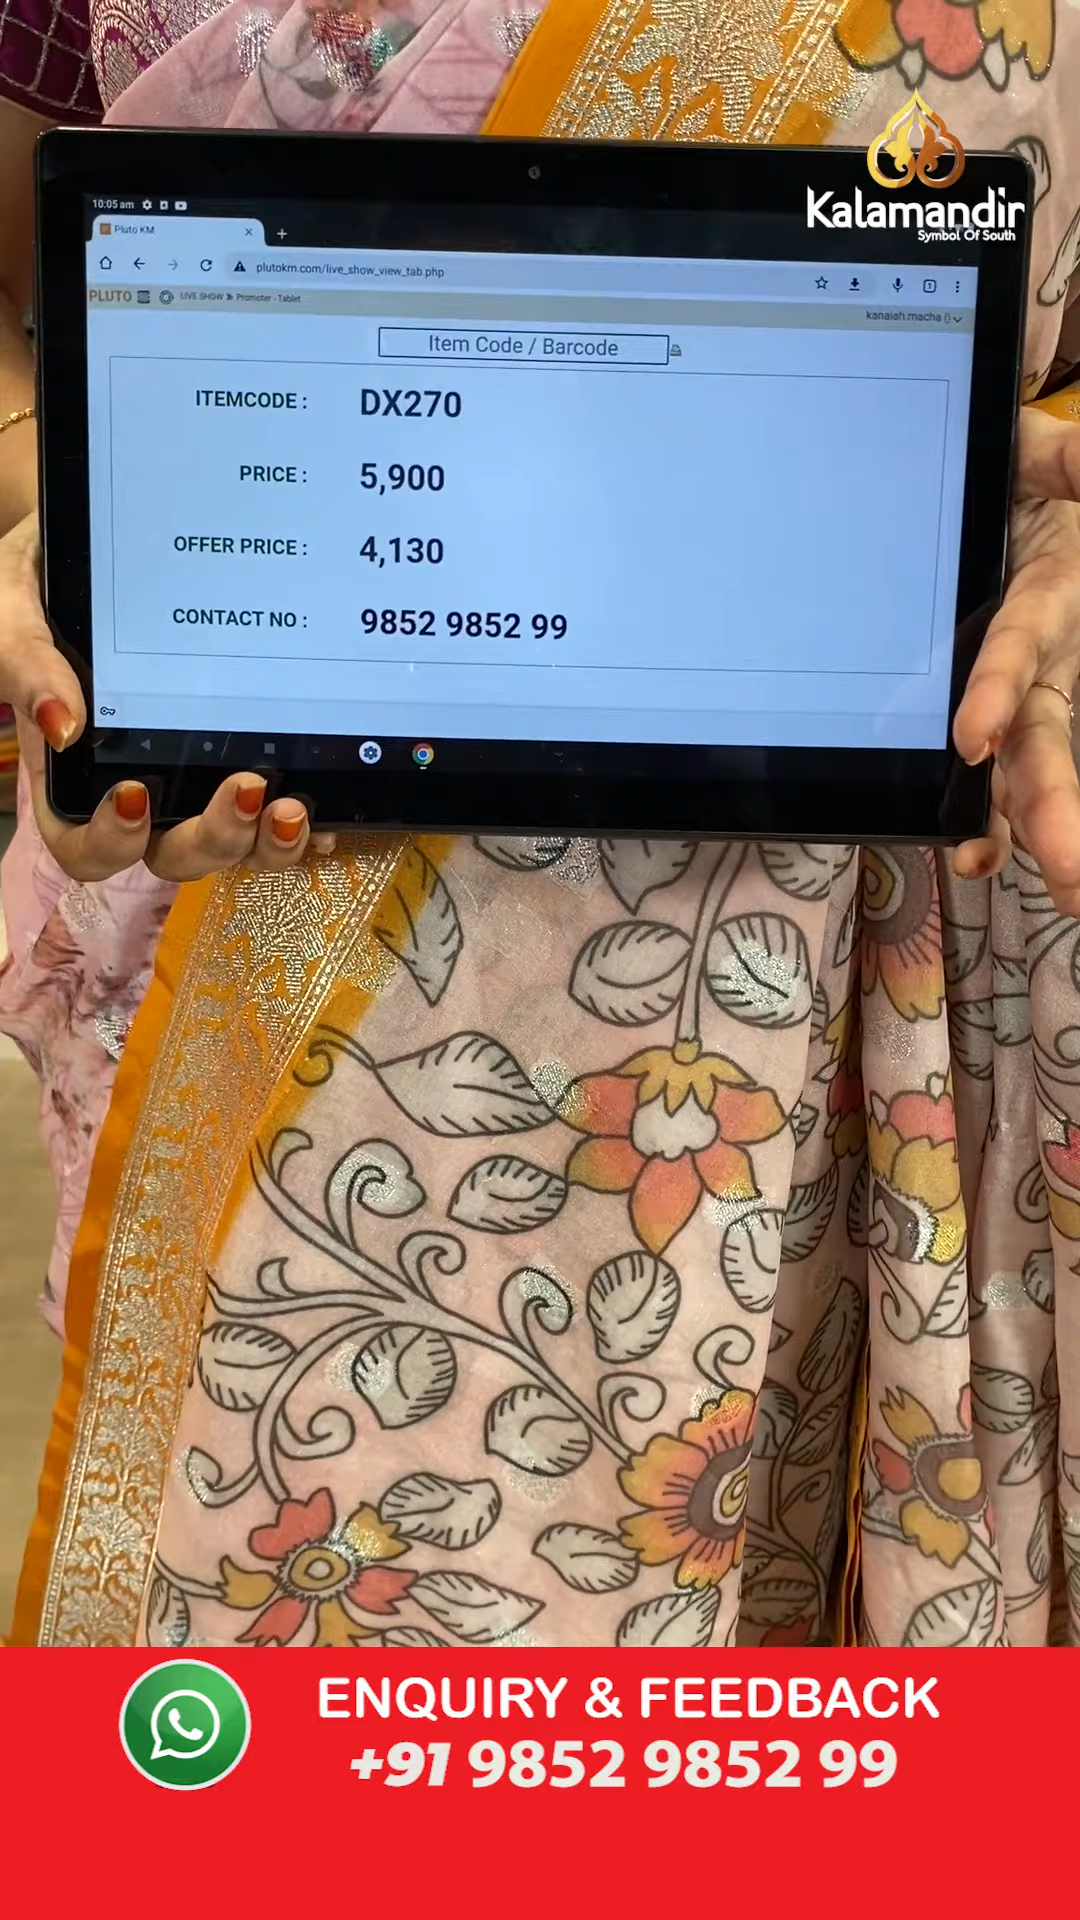 Kalamandir
Symbol Of South
10:05 am
Pluto KM
plutokm.com/live_show_view_tab.php
PLUTO
LIVE SHOW » Promoter - Tablet
kanaiah.macha ()
Item Code / Barcode
ITEMCODE : DX270
PRICE : 5,900
OFFER PRICE : 4,130
CONTACT NO : 9852 9852 99
ENQUIRY & FEEDBACK
+91 9852 9852 99